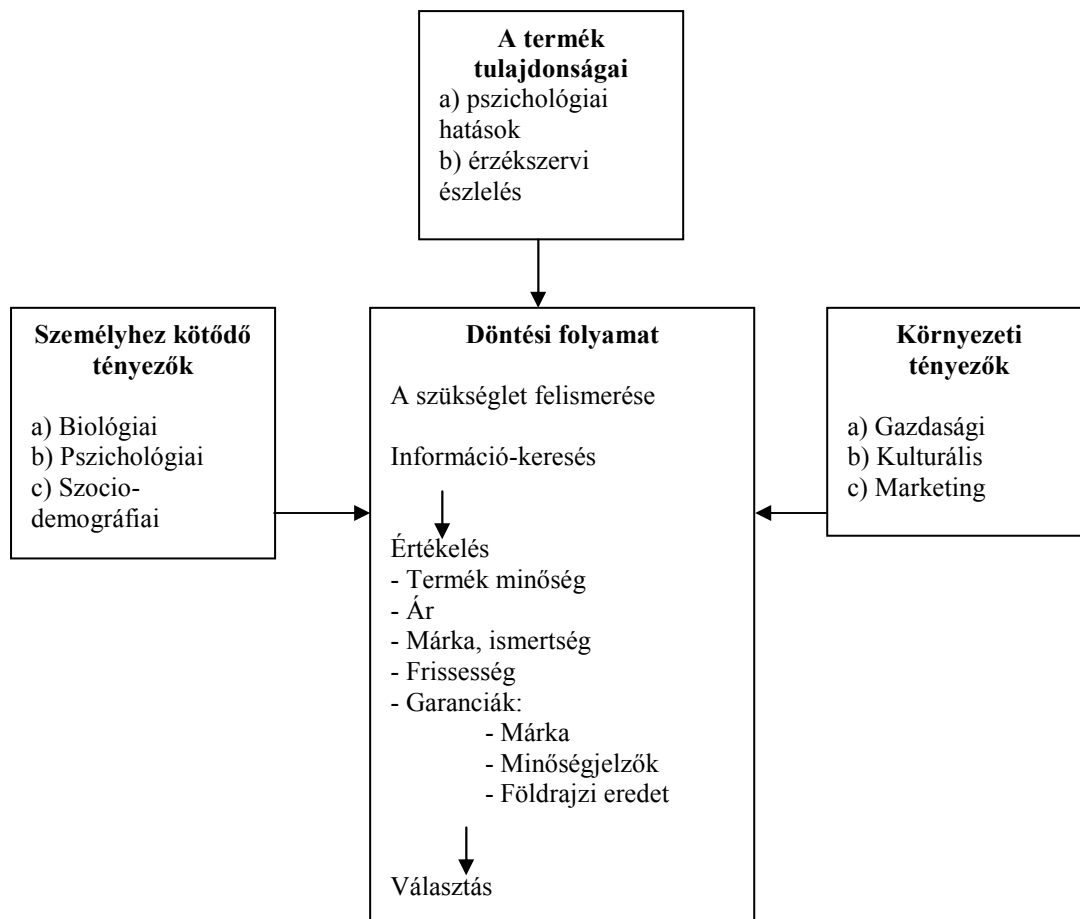 A termék
tulajdonságai
a) pszichológiai
hatások
b) érzékszervi
észlelés
Személyhez kötődő
tényezők
a) Biológiai
b) Pszichológiai
c) Szocio-
demográfiai
Döntési folyamat
A szükséglet felismerése
Információ-keresés
Értékelés
- Termék minőség
- Ár
- Márka, ismertség
- Frissesség
- Garanciák:
- Márka
- Minőségjelzők
- Földrajzi eredet
Választás
Környezeti
tényezők
a) Gazdasági
b) Kulturális
c) Marketing